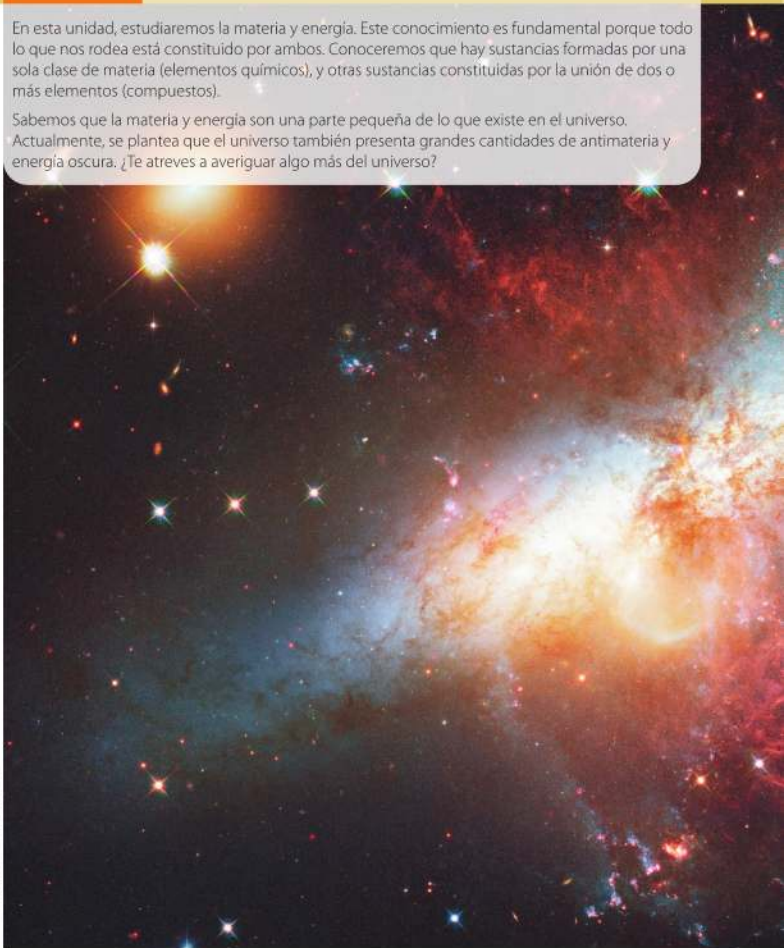 En esta unidad, estudiaremos la materia y energía. Este conocimiento es fundamental porque todo
lo que nos rodea está constituido por ambos. Conoceremos que hay sustancias formadas por una
sola clase de materia (elementos químicos), y otras sustancias constituidas por la unión de dos o
más elementos (compuestos).
Sabemos que la materia y energía son una parte pequeña de lo que existe en el universo.
Actualmente, se plantea que el universo también presenta grandes cantidades de antimateria y
energía oscura. ¿Te atreves a averiguar algo más del universo?